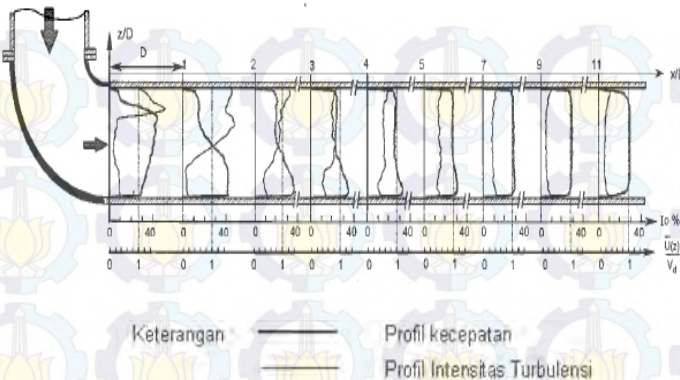 z/D
D
1 2 3 4 5 7 9 11
x/D
0 40 0 40 0 40 0 40 0 40 0 40 0 40 0 40 0 40 Io %
0 1 0 1 0 1 0 1 0 1 0 1 0 1 0 1 0 1
U(z)
Vd
Keterangan Profil kecepatan
Profil Intensitas Turbulensi